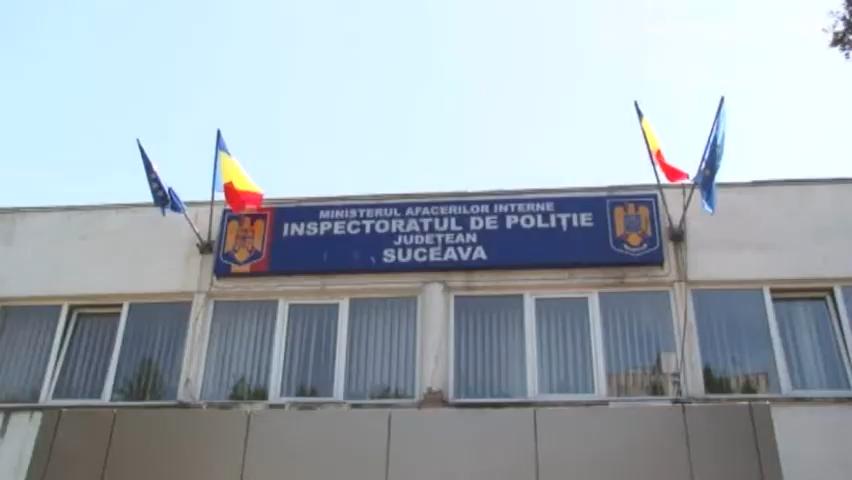 MINISTERUL AFACERILOR INTERNE
INSPECTORATUL DE POLIȚIE
JUDEȚEAN
SUCEAVA